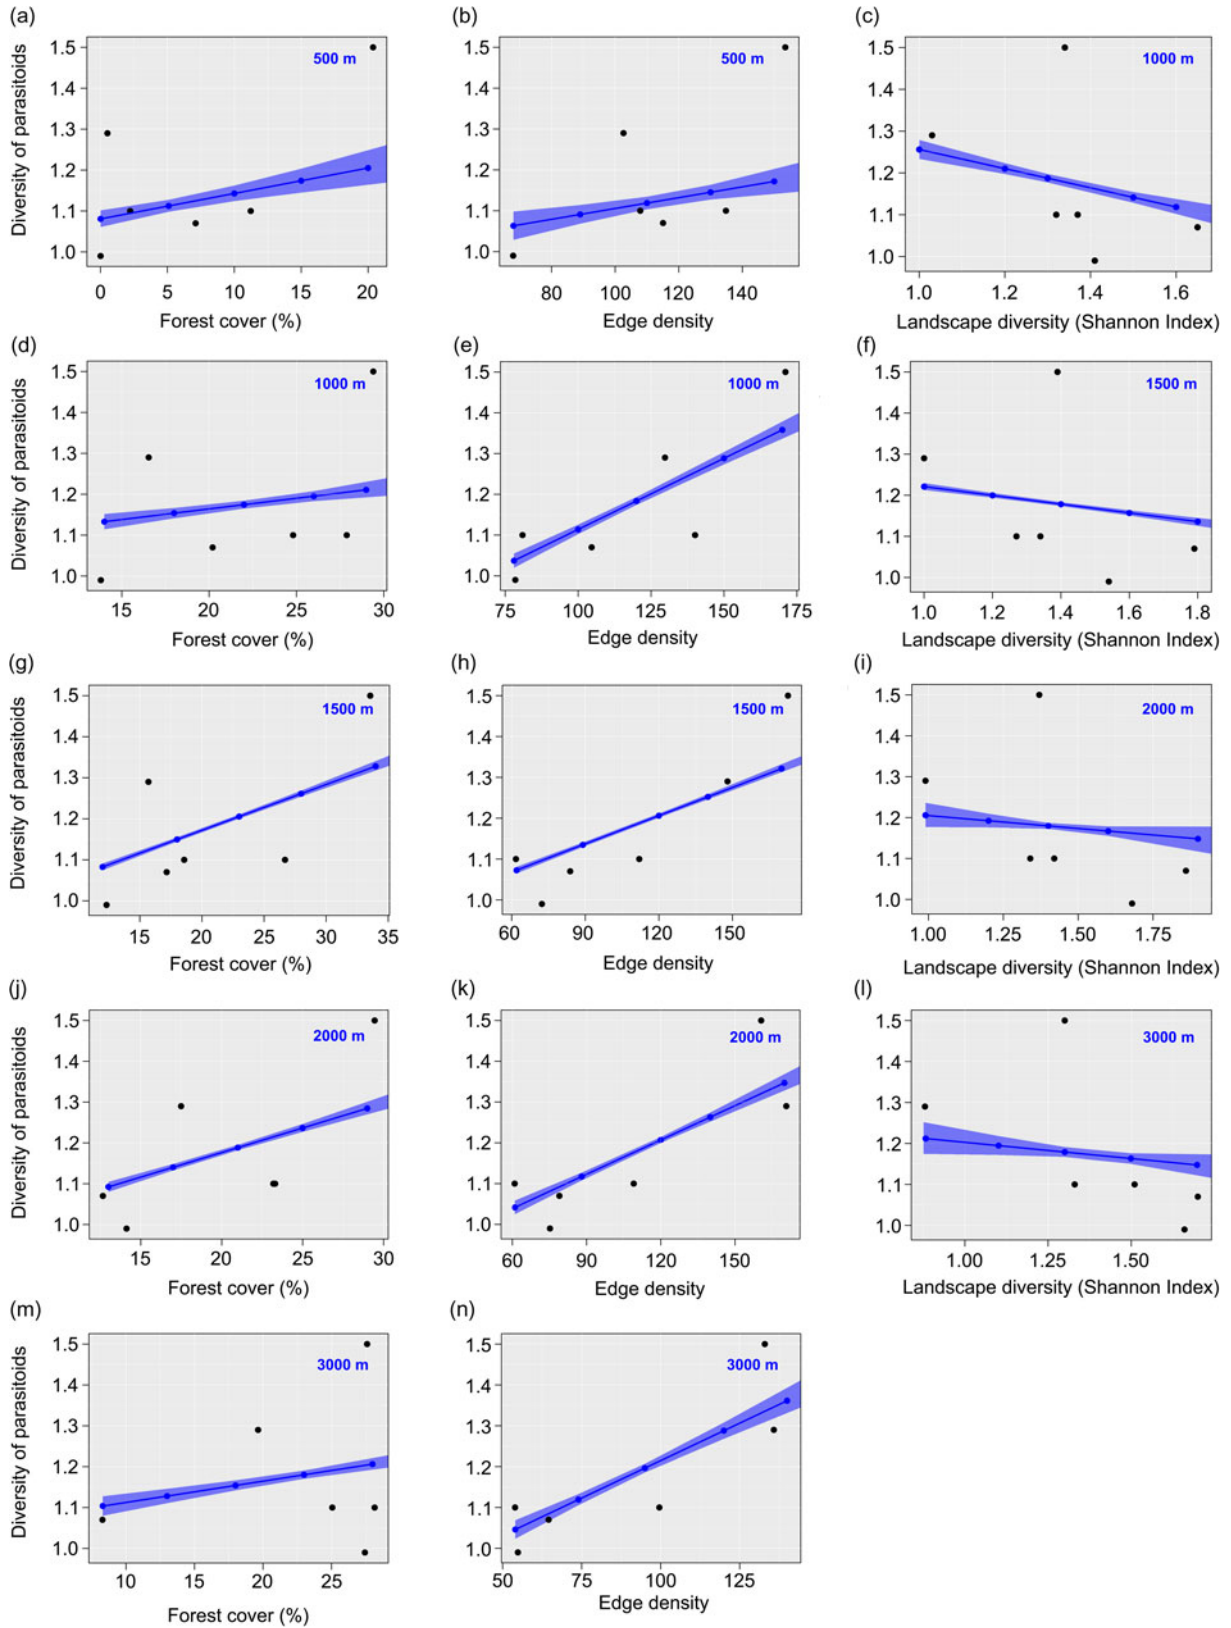 (a) (b) (c)
Diversity of parasitoids
1.5 1.4 1.3 1.2 1.1 1.0
500 m
0 5 10 15 20
Forest cover (%)
1.5 1.4 1.3 1.2 1.1 1.0
500 m
80 100 120 140
Edge density
1.5 1.4 1.3 1.2 1.1 1.0
1000 m
1.0 1.2 1.4 1.6
Landscape diversity (Shannon Index)
(d) (e) (f)
Diversity of parasitoids
1.5 1.4 1.3 1.2 1.1 1.0
1000 m
15 20 25 30
Forest cover (%)
1.5 1.4 1.3 1.2 1.1 1.0
1000 m
75 100 125 150 175
Edge density
1.5 1.4 1.3 1.2 1.1 1.0
1500 m
1.0 1.2 1.4 1.6 1.8
Landscape diversity (Shannon Index)
(g) (h) (i)
Diversity of parasitoids
1.5 1.4 1.3 1.2 1.1 1.0
1500 m
15 20 25 30 35
Forest cover (%)
1.5 1.4 1.3 1.2 1.1 1.0
1500 m
60 90 120 150
Edge density
1.5 1.4 1.3 1.2 1.1 1.0
2000 m
1.00 1.25 1.50 1.75
Landscape diversity (Shannon Index)
(j) (k) (l)
Diversity of parasitoids
1.5 1.4 1.3 1.2 1.1 1.0
2000 m
15 20 25 30
Forest cover (%)
1.5 1.4 1.3 1.2 1.1 1.0
2000 m
60 90 120 150
Edge density
1.5 1.4 1.3 1.2 1.1 1.0
3000 m
1.00 1.25 1.50
Landscape diversity (Shannon Index)
(m) (n)
Diversity of parasitoids
1.5 1.4 1.3 1.2 1.1 1.0
3000 m
10 15 20 25
Forest cover (%)
1.5 1.4 1.3 1.2 1.1 1.0
3000 m
50 75 100 125
Edge density